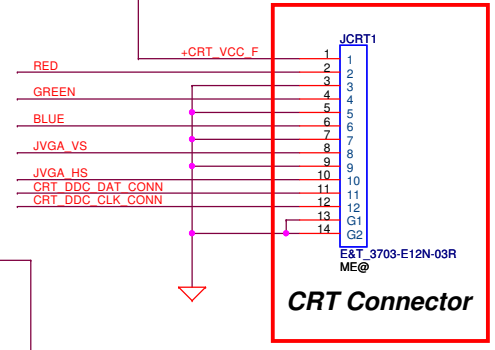 JCRT1
+CRT_VCC_F 1 1
RED 2 2
3 3
GREEN 4 4
5 5
BLUE 6 6
7 7
JVGA_VS 8 8
9 9
JVGA_HS 10 10
CRT_DDC_DAT_CONN 11 11
CRT_DDC_CLK_CONN 12 12
13 G1
14 G2
E&T_3703-E12N-03R
ME@
CRT Connector